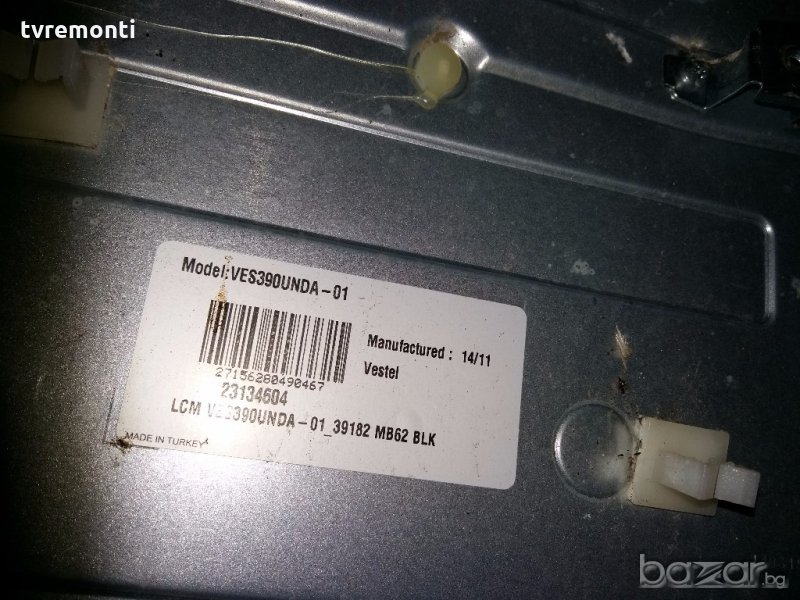 tvremonti
Model:VES390UNDA-01
Manufactured : 14/11
27156280490467
Vestel
23134604
LCM VES390UNDA-01_39182 MB62 BLK
MADE IN TURKEY
bazar.bg